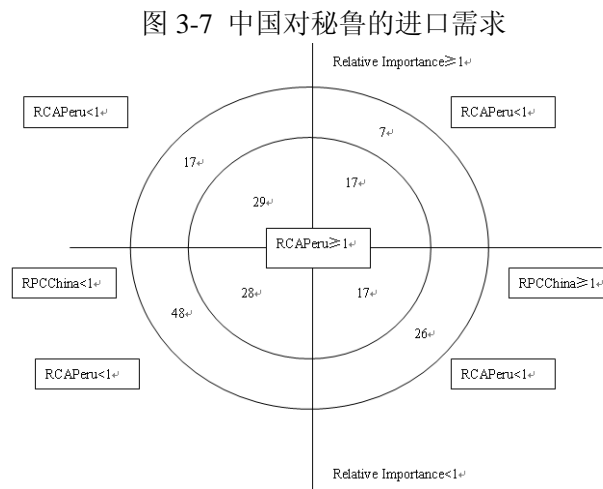 图 3-7 中国对秘鲁的进口需求
Relative Importance≥1↵
RCAPeru<1↵
RCAPeru<1↵
7↵
17↵
17↵
29↵
RCAPeru≥1↵
RPCChina<1↵
RPCChina≥1↵
28↵
17↵
48↵
26↵
RCAPeru<1↵
RCAPeru<1↵
Relative Importance<1↵